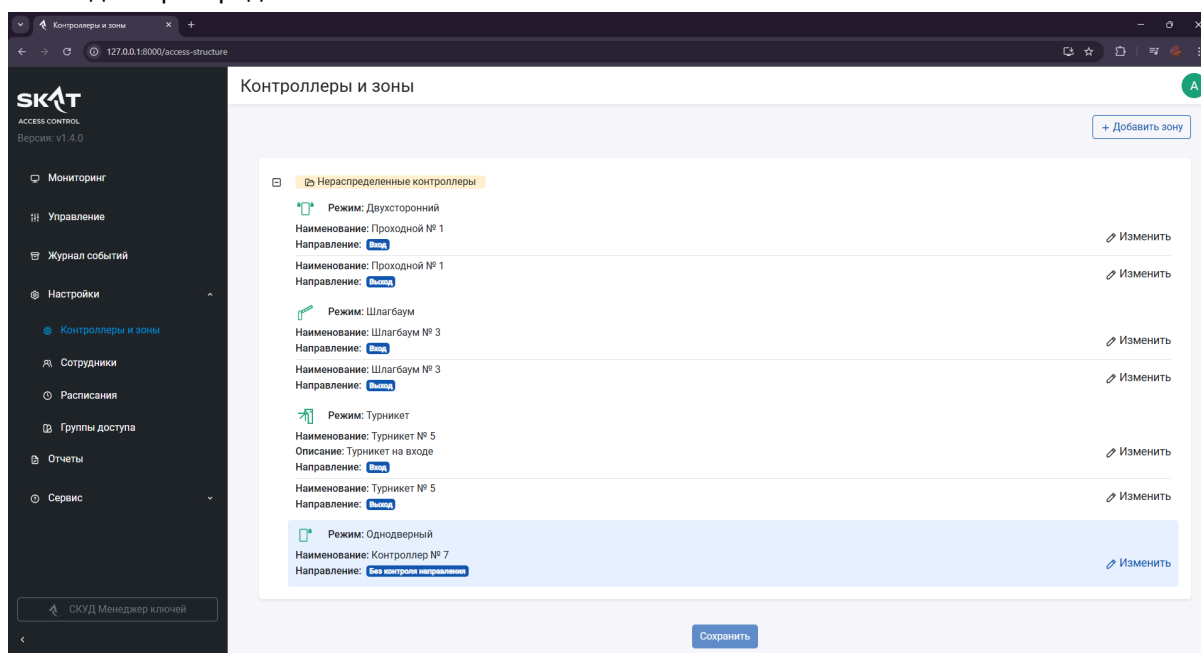 Контроллеры и зоны
127.0.0.1:8000/access-structure
SKAT
ACCESS CONTROL
Версия: v1.4.0
Мониторинг
Управление
Журнал событий
Настройки
Контроллеры и зоны
Сотрудники
Расписания
Группы доступа
Отчеты
Сервис
СКУД Менеджер ключей
Контроллеры и зоны
A
+ Добавить зону
Нераспределенные контроллеры
Режим: Двухсторонний
Наименование: Проходной № 1
Направление: Вход
Изменить
Наименование: Проходной № 1
Направление: Выход
Изменить
Режим: Шлагбаум
Наименование: Шлагбаум № 3
Направление: Вход
Изменить
Наименование: Шлагбаум № 3
Направление: Выход
Изменить
Режим: Турникет
Наименование: Турникет № 5
Описание: Турникет на входе
Направление: Вход
Изменить
Наименование: Турникет № 5
Направление: Выход
Изменить
Режим: Однодверный
Наименование: Контроллер № 7
Направление: Без контроля направления
Изменить
Сохранить